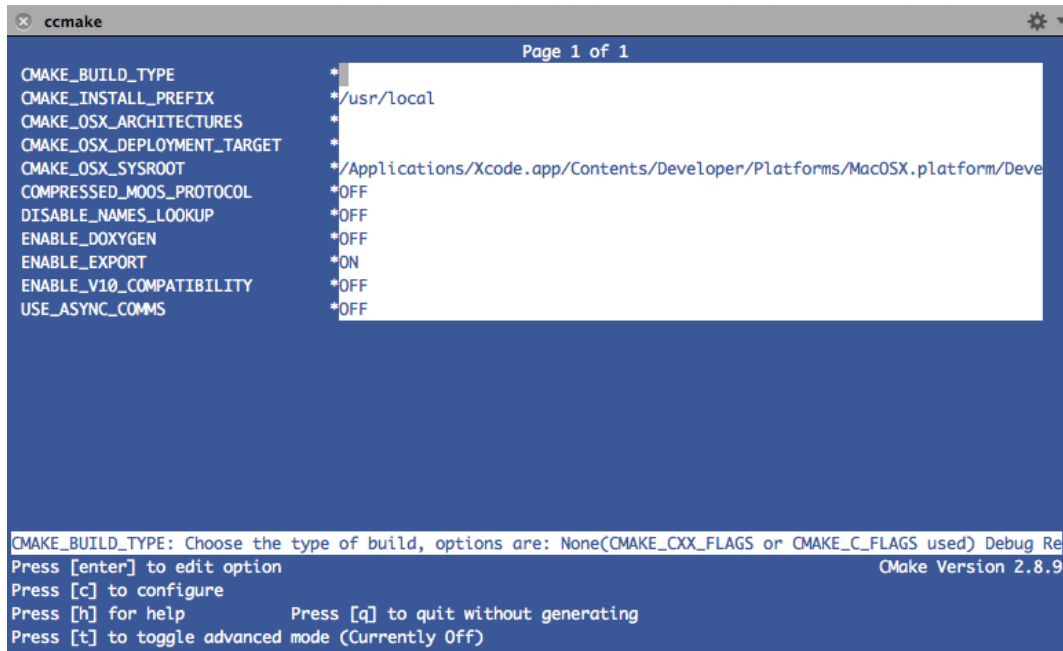 ccmake
Page 1 of 1
CMAKE_BUILD_TYPE *
CMAKE_INSTALL_PREFIX */usr/local
CMAKE_OSX_ARCHITECTURES *
CMAKE_OSX_DEPLOYMENT_TARGET *
CMAKE_OSX_SYSROOT */Applications/Xcode.app/Contents/Developer/Platforms/MacOSX.platform/Deve
COMPRESSED_MOOS_PROTOCOL *OFF
DISABLE_NAMES_LOOKUP *OFF
ENABLE_DOXYGEN *OFF
ENABLE_EXPORT *ON
ENABLE_V10_COMPATIBILITY *OFF
USE_ASYNC_COMMS *OFF
CMAKE_BUILD_TYPE: Choose the type of build, options are: None(CMAKE_CXX_FLAGS or CMAKE_C_FLAGS used) Debug Re
Press [enter] to edit option CMake Version 2.8.9
Press [c] to configure
Press [h] for help Press [q] to quit without generating
Press [t] to toggle advanced mode (Currently Off)